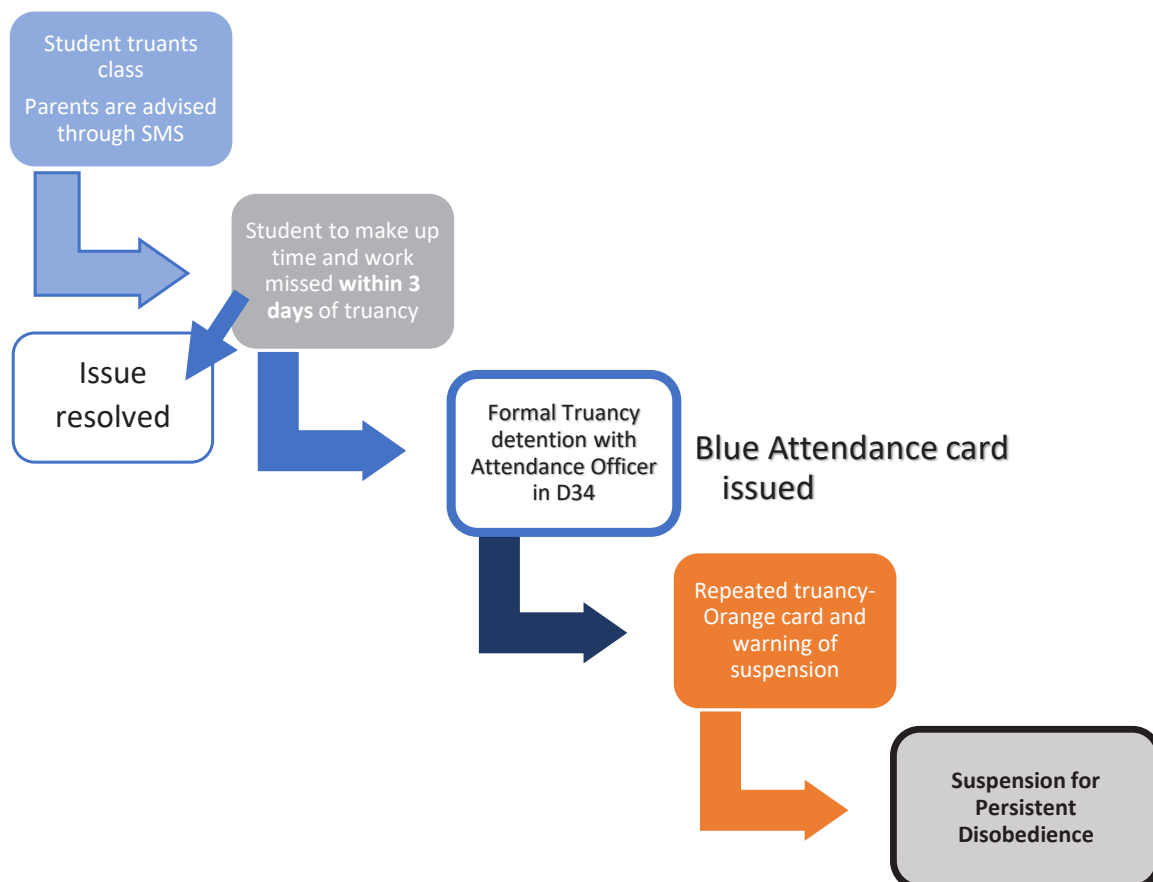 Student truants
class
Parents are advised
through SMS
Student to make up
time and work
missed within 3
days of truancy
Issue
resolved
Formal Truancy
detention with
Attendance Officer
in D34
Blue Attendance card
issued
Repeated truancy-
Orange card and
warning of
suspension
Suspension for
Persistent
Disobedience